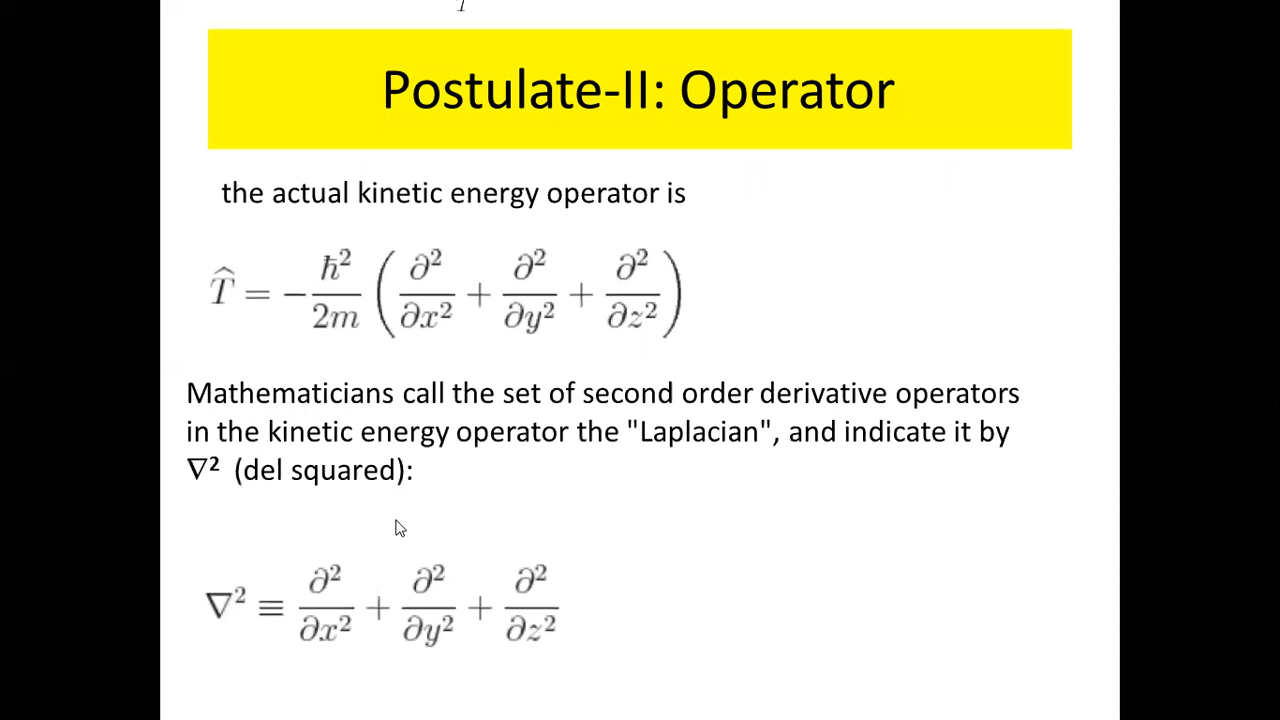 Postulate-II: Operator
the actual kinetic energy operator is
T̂ = −ħ²/2m (∂²/∂x² + ∂²/∂y² + ∂²/∂z²)
Mathematicians call the set of second order derivative operators
in the kinetic energy operator the "Laplacian", and indicate it by
∇² (del squared):
∇² ≡ ∂²/∂x² + ∂²/∂y² + ∂²/∂z²